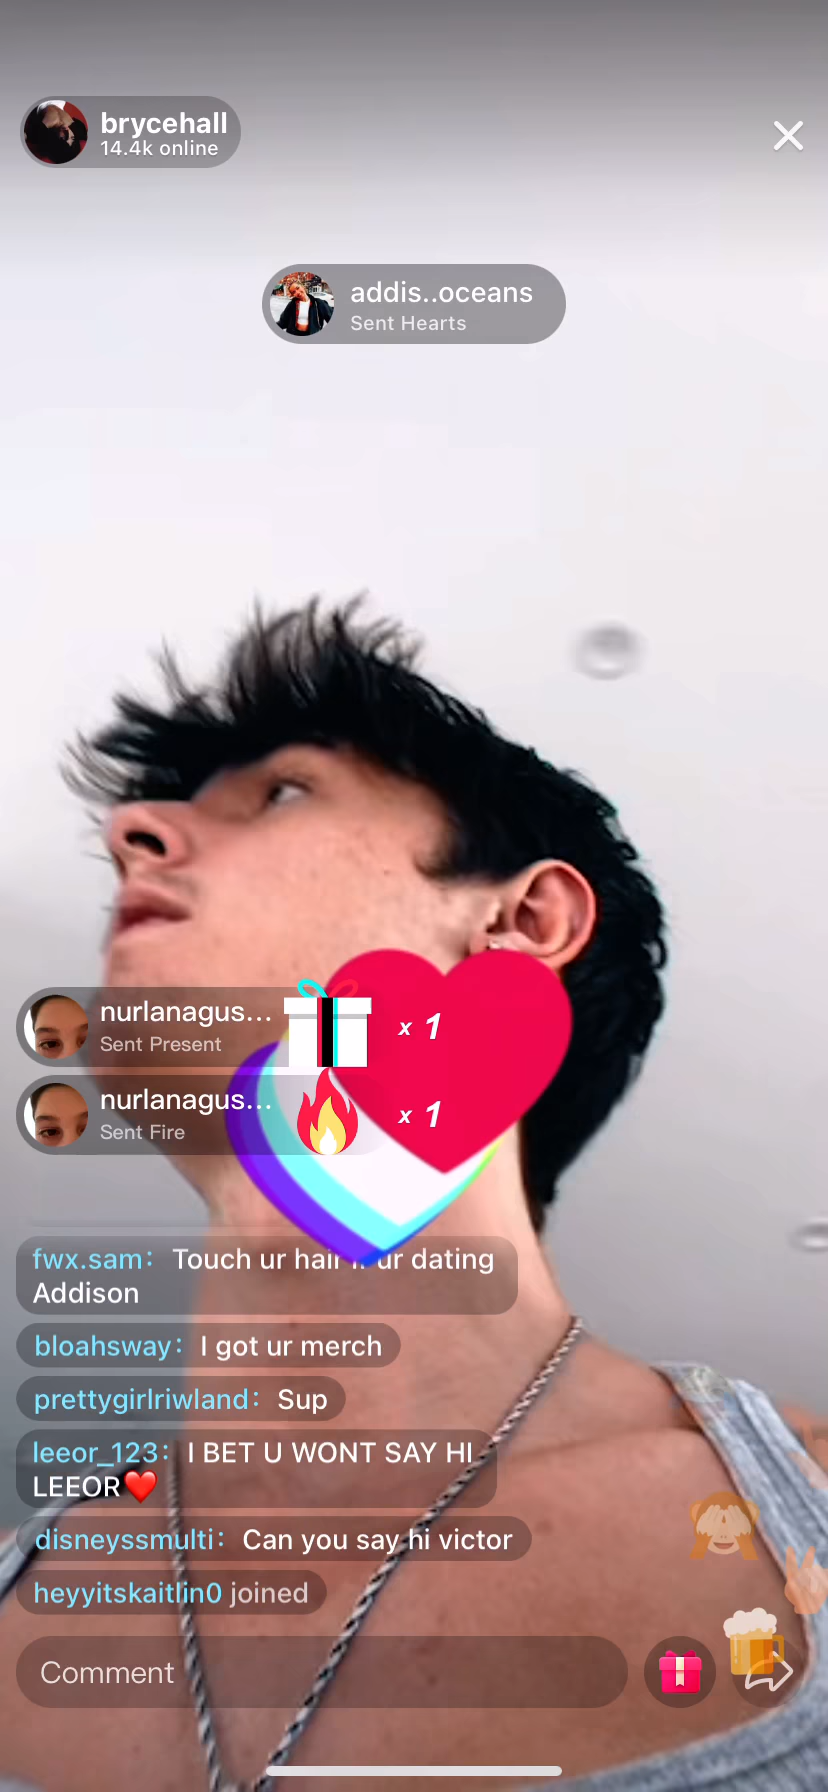 brycehall
14.4k online
addis..oceans
Sent Hearts
nurlanagus...
Sent Present
x 1
nurlanagus...
Sent Fire
x 1
fwx.sam: Touch ur hair if ur dating
Addison
bloahsway: I got ur merch
prettygirlriwland: Sup
leeor_123: I BET U WONT SAY HI
LEEOR❤️
disneyssmulti: Can you say hi victor
heyyitskaitlin0 joined
Comment